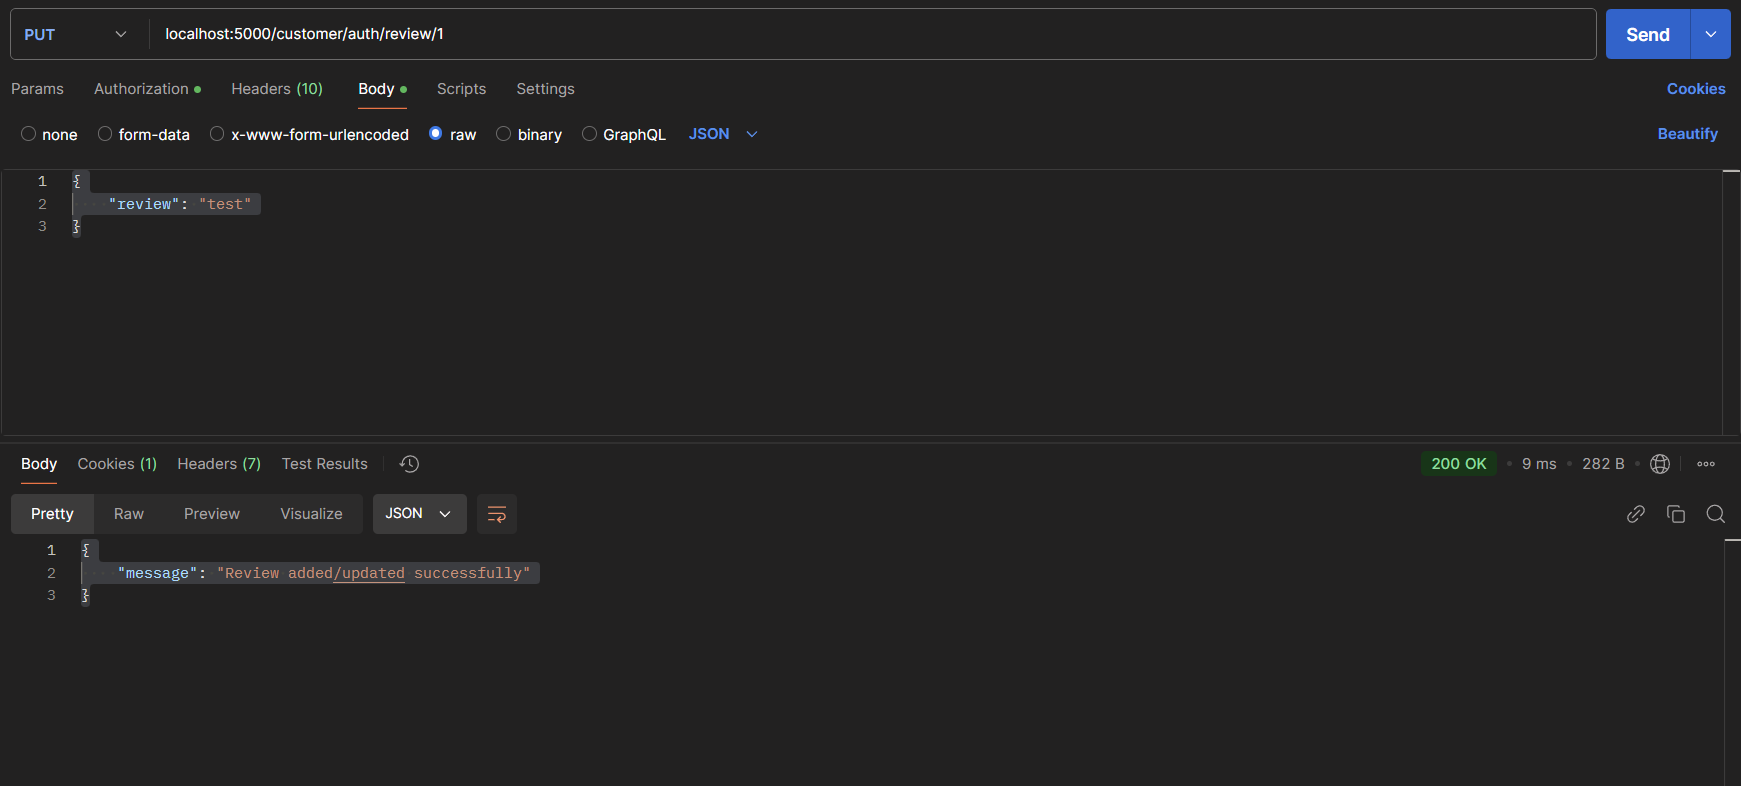 PUT localhost:5000/customer/auth/review/1 Send
Params Authorization Headers (10) Body Scripts Settings Cookies
none form-data x-www-form-urlencoded raw binary GraphQL JSON Beautify
1 {
2 "review": "test"
3 }
Body Cookies (1) Headers (7) Test Results 200 OK 9 ms 282 B
Pretty Raw Preview Visualize JSON
1 {
2 "message": "Review added/updated successfully"
3 }